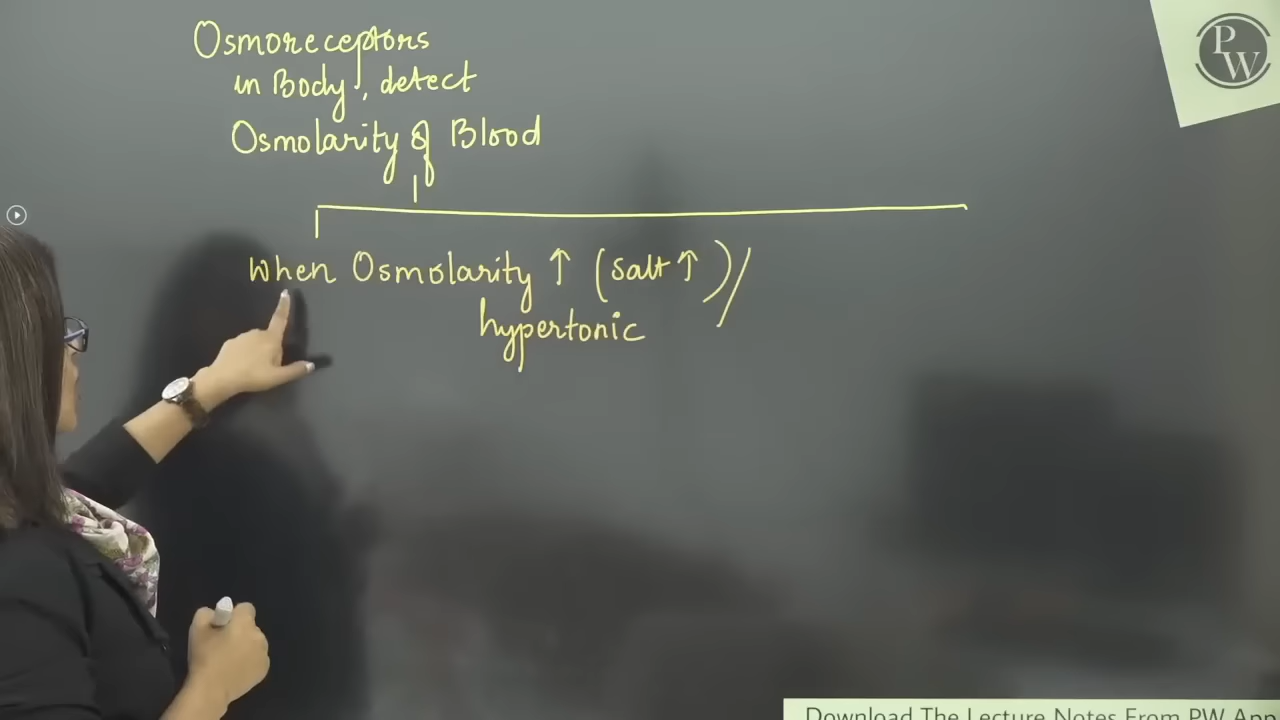 Osmoreceptors
in Body, detect
Osmolarity of Blood
When Osmolarity ↑ (Salt ↑)/
hypertonic
PW
Download The Lecture Notes From PW App